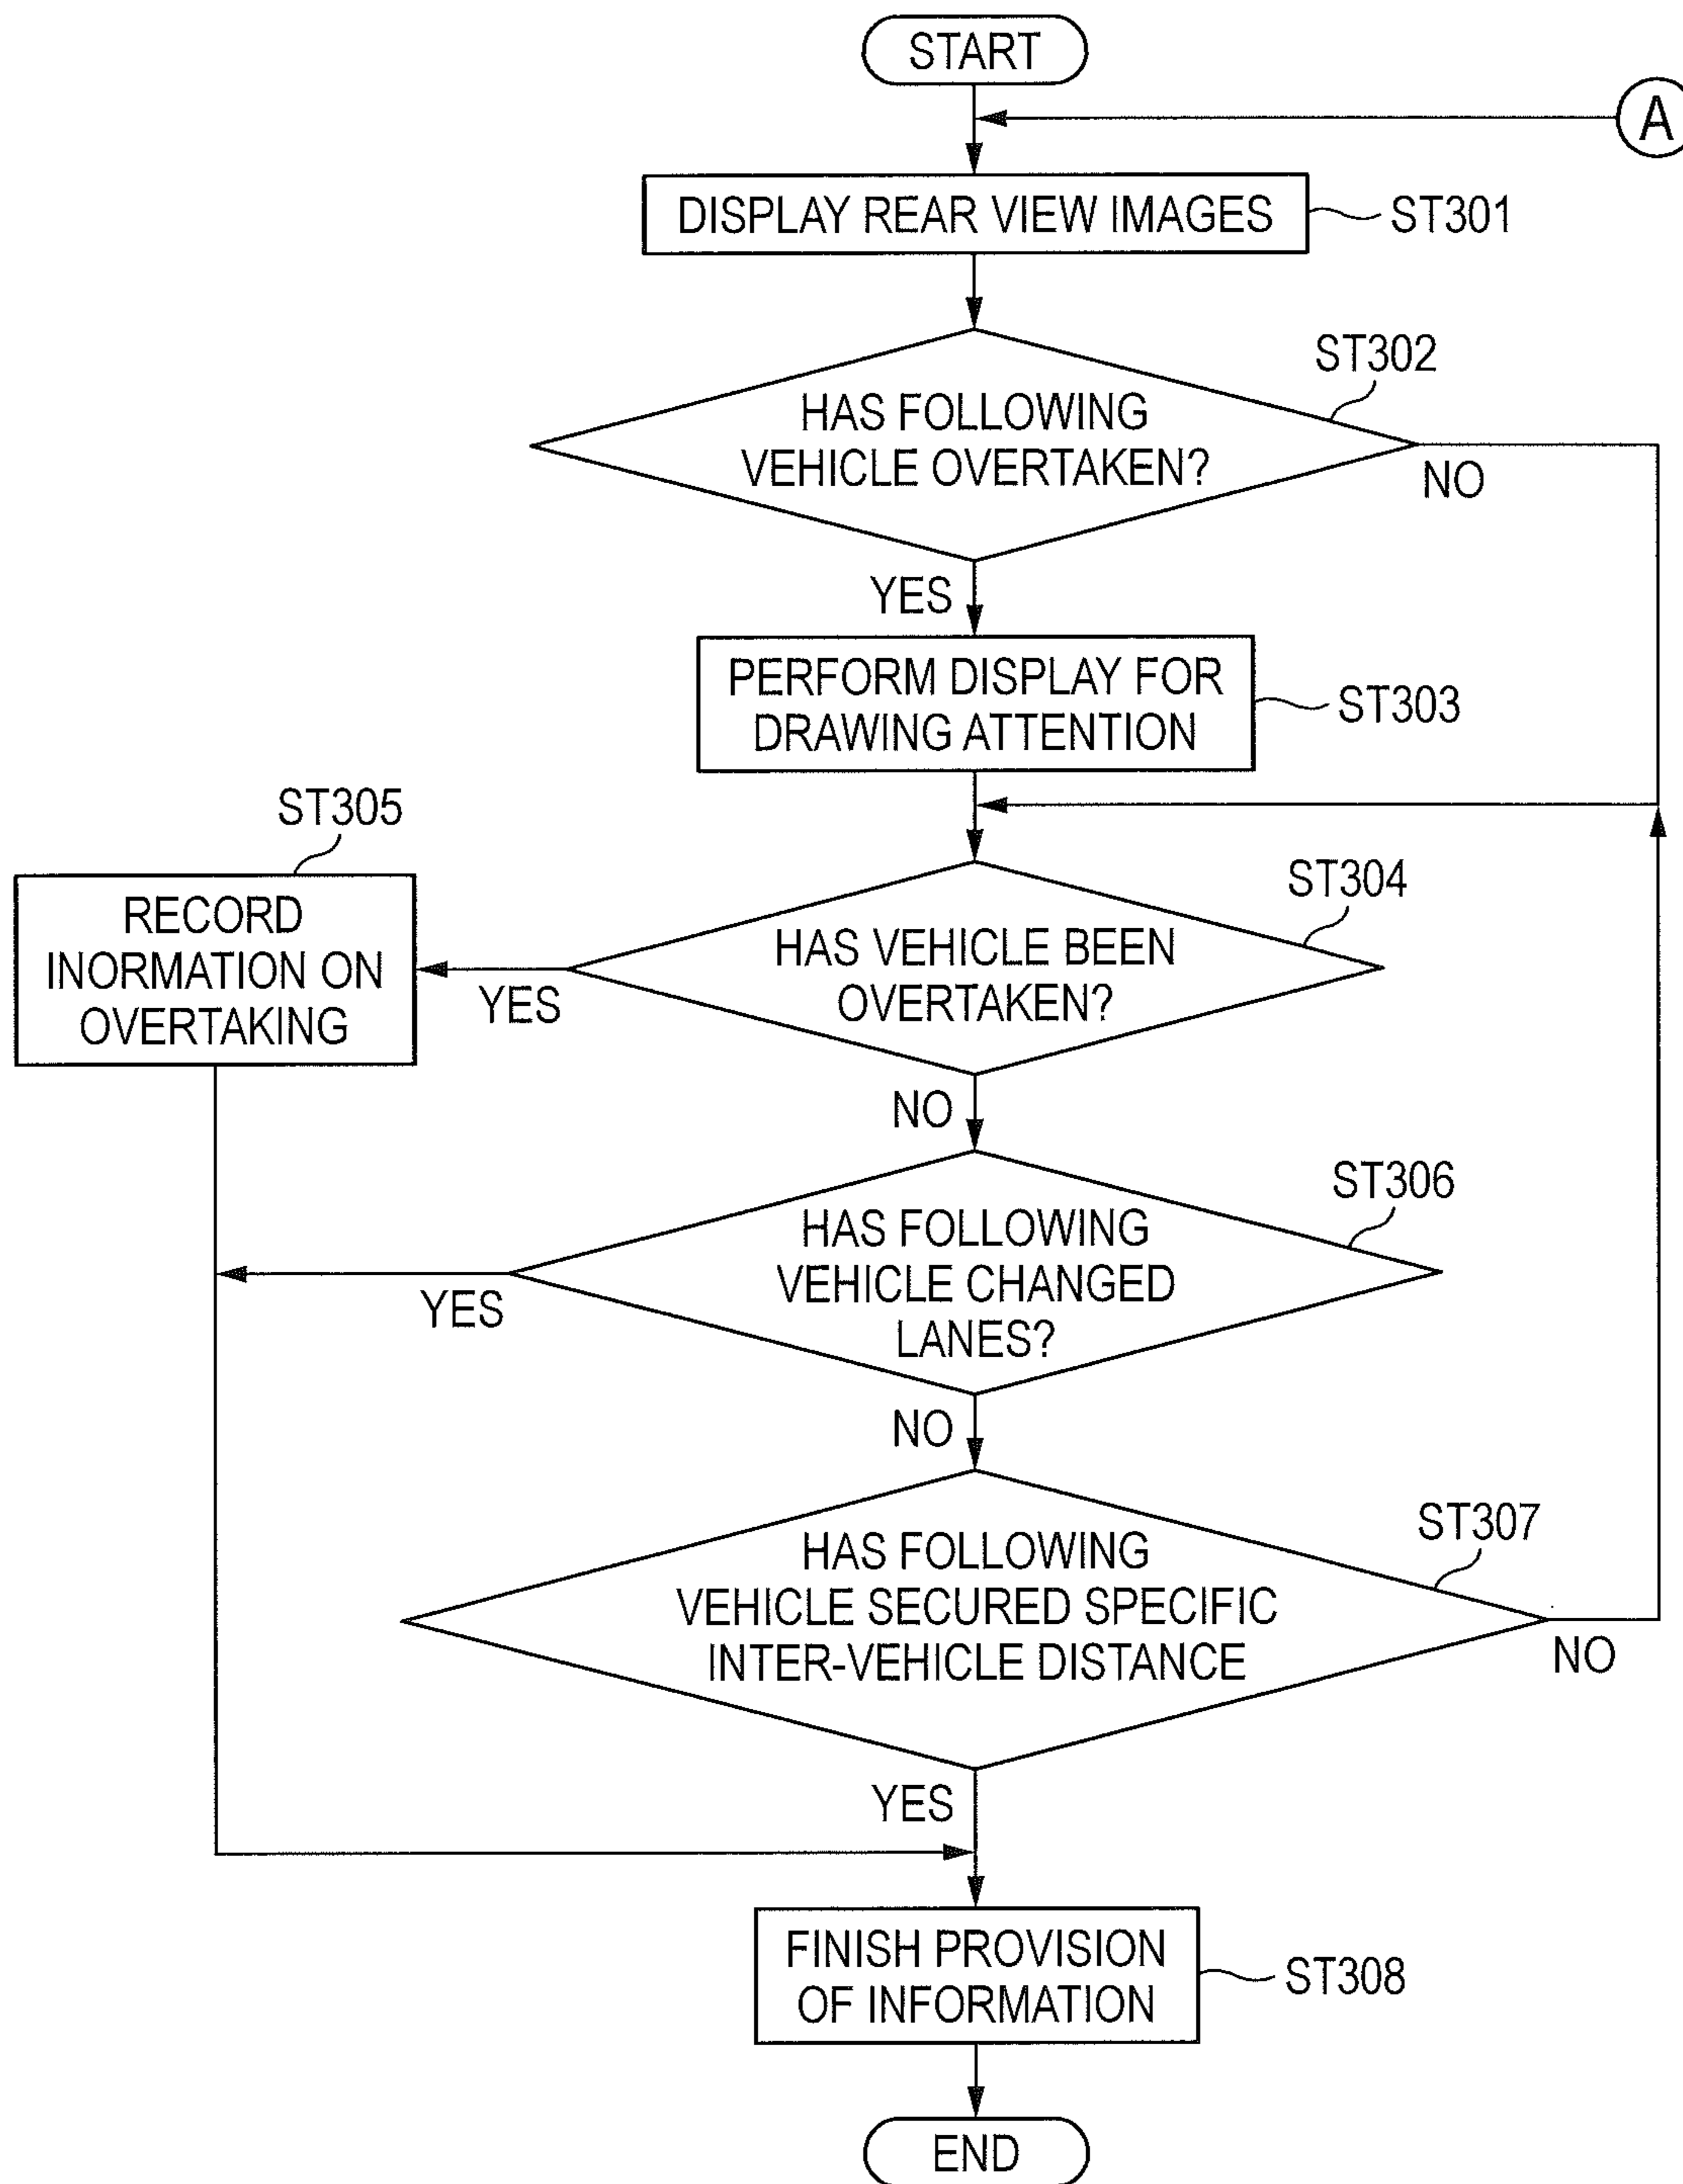 START
A
DISPLAY REAR VIEW IMAGES
ST301
ST302
HAS FOLLOWING
VEHICLE OVERTAKEN?
NO
YES
PERFORM DISPLAY FOR
DRAWING ATTENTION
ST303
ST305
RECORD
INORMATION ON
OVERTAKING
ST304
HAS VEHICLE BEEN
OVERTAKEN?
YES
NO
ST306
HAS FOLLOWING
VEHICLE CHANGED
LANES?
YES
NO
ST307
HAS FOLLOWING
VEHICLE SECURED SPECIFIC
INTER-VEHICLE DISTANCE
NO
YES
FINISH PROVISION
OF INFORMATION
ST308
END